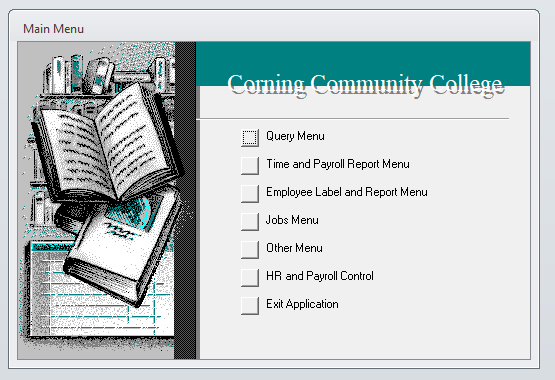 Main Menu
Corning Community College
Query Menu
Time and Payroll Report Menu
Employee Label and Report Menu
Jobs Menu
Other Menu
HR and Payroll Control
Exit Application